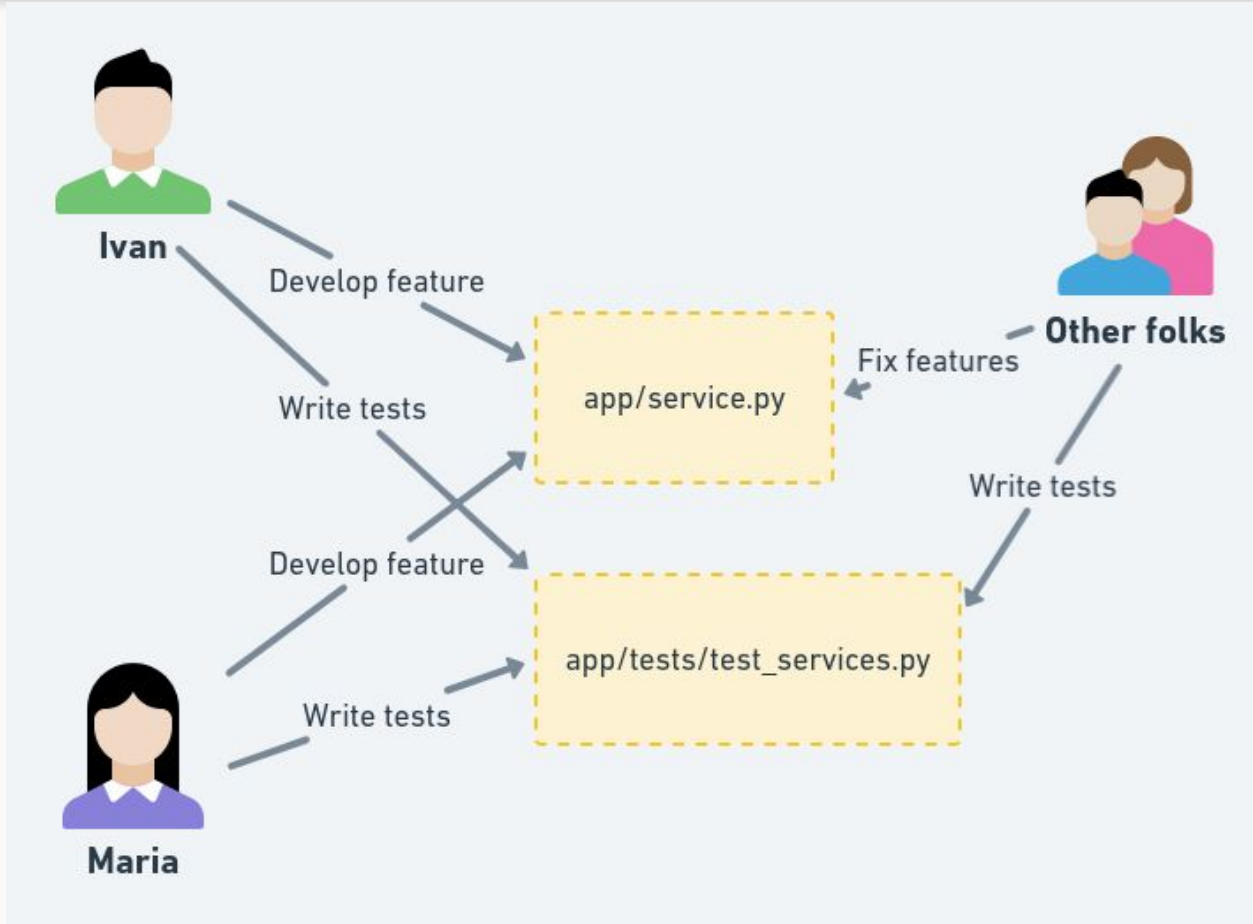 Ivan
Develop feature
Other folks
Fix features
app/service.py
Write tests
Write tests
Develop feature
app/tests/test_services.py
Write tests
Maria